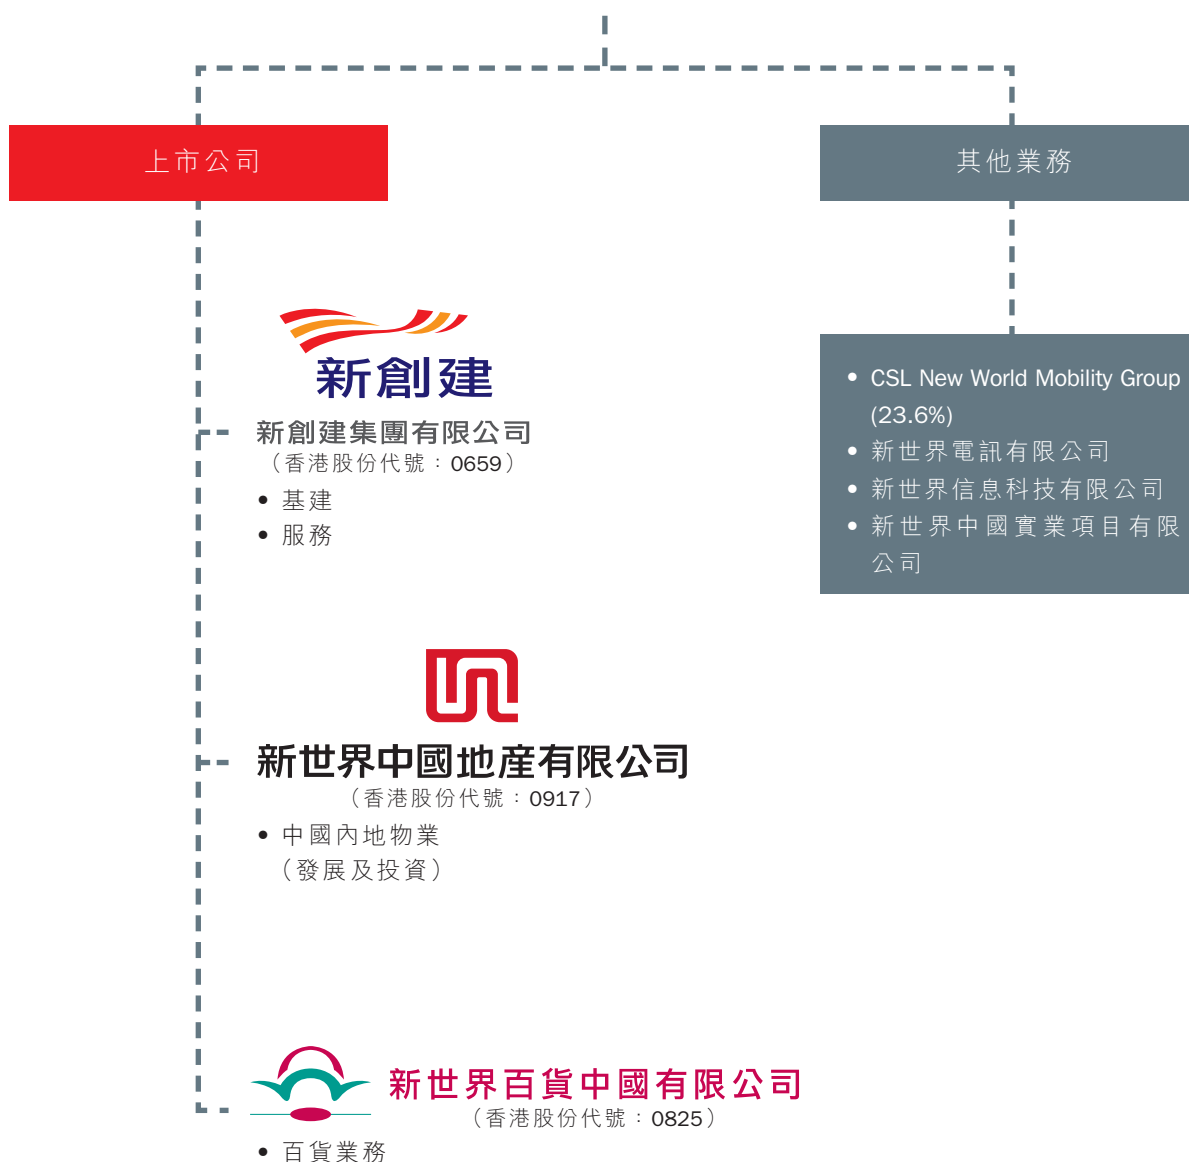 上市公司
其他業務
新創建
新創建集團有限公司
（香港股份代號：0659）
• 基建
• 服務
新世界中國地產有限公司
（香港股份代號：0917）
• 中國內地物業
（發展及投資）
新世界百貨中國有限公司
（香港股份代號：0825）
• 百貨業務
• CSL New World Mobility Group
(23.6%)
• 新世界電訊有限公司
• 新世界信息科技有限公司
• 新世界中國實業項目有限
公司